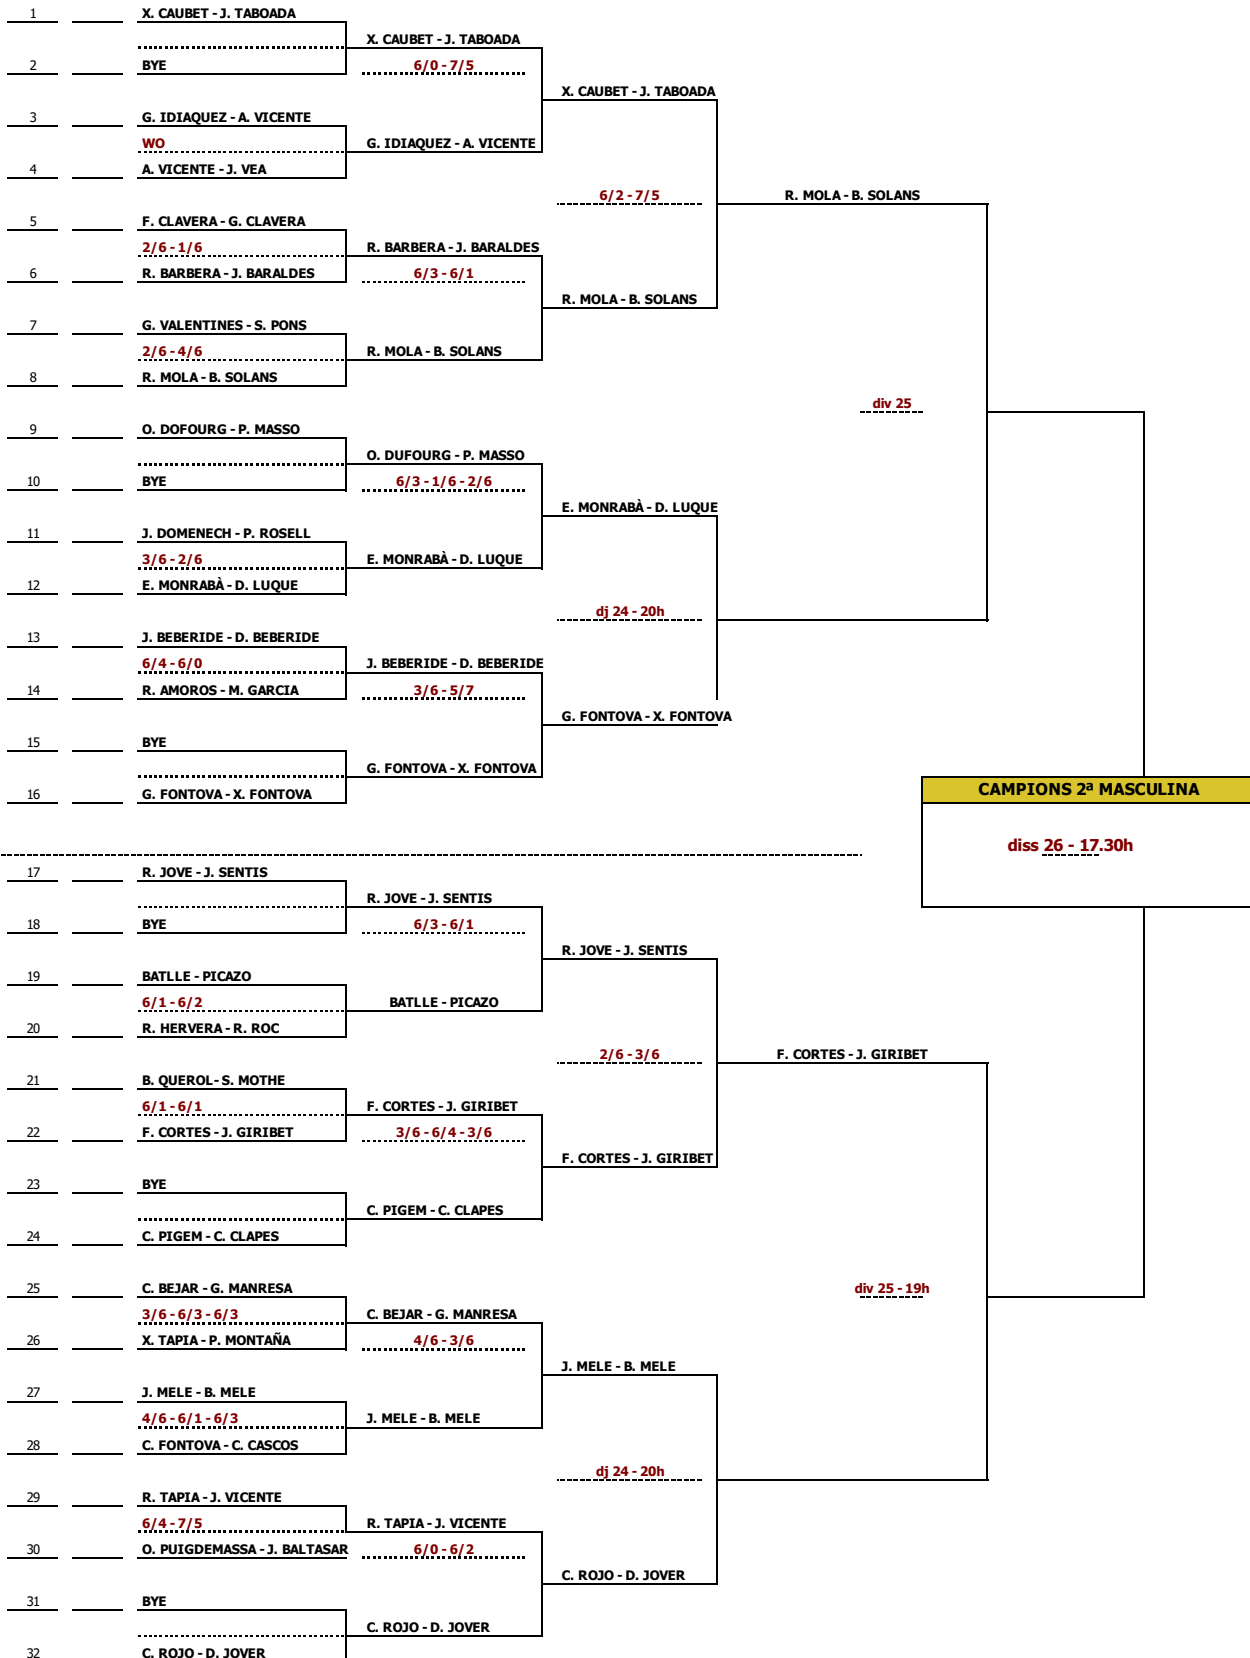 1 X. CAUBET - J. TABOADA
X. CAUBET - J. TABOADA
2 BYE 6/0 - 7/5
X. CAUBET - J. TABOADA
3 G. IDIAQUEZ - A. VICENTE
WO G. IDIAQUEZ - A. VICENTE
4 A. VICENTE - J. VEA
6/2 - 7/5 R. MOLA - B. SOLANS
5 F. CLAVERA - G. CLAVERA
2/6 - 1/6 R. BARBERA - J. BARALDES
6 R. BARBERA - J. BARALDES 6/3 - 6/1
R. MOLA - B. SOLANS
7 G. VALENTINES - S. PONS
2/6 - 4/6 R. MOLA - B. SOLANS
8 R. MOLA - B. SOLANS
div 25
9 O. DOFOURG - P. MASSO
O. DUFOURG - P. MASSO
10 BYE 6/3 - 1/6 - 2/6
E. MONRABÀ - D. LUQUE
11 J. DOMENECH - P. ROSELL
3/6 - 2/6 E. MONRABÀ - D. LUQUE
12 E. MONRABÀ - D. LUQUE
dj 24 - 20h
13 J. BEBERIDE - D. BEBERIDE
6/4 - 6/0 J. BEBERIDE - D. BEBERIDE
14 R. AMOROS - M. GARCIA 3/6 - 5/7
G. FONTOVA - X. FONTOVA
15 BYE
G. FONTOVA - X. FONTOVA
16 G. FONTOVA - X. FONTOVA
CAMPIONS 2ª MASCULINA
diss 26 - 17.30h
17 R. JOVE - J. SENTIS
R. JOVE - J. SENTIS
18 BYE 6/3 - 6/1
R. JOVE - J. SENTIS
19 BATLLE - PICAZO
6/1 - 6/2 BATLLE - PICAZO
20 R. HERVERA - R. ROC
2/6 - 3/6 F. CORTES - J. GIRIBET
21 B. QUEROL- S. MOTHE
6/1 - 6/1 F. CORTES - J. GIRIBET
22 F. CORTES - J. GIRIBET 3/6 - 6/4 - 3/6
F. CORTES - J. GIRIBET
23 BYE
C. PIGEM - C. CLAPES
24 C. PIGEM - C. CLAPES
25 C. BEJAR - G. MANRESA div 25 - 19h
3/6 - 6/3 - 6/3 C. BEJAR - G. MANRESA
26 X. TAPIA - P. MONTAÑA 4/6 - 3/6
J. MELE - B. MELE
27 J. MELE - B. MELE
4/6 - 6/1 - 6/3 J. MELE - B. MELE
28 C. FONTOVA - C. CASCOS
dj 24 - 20h
29 R. TAPIA - J. VICENTE
6/4 - 7/5 R. TAPIA - J. VICENTE
30 O. PUIGDEMASSA - J. BALTASAR 6/0 - 6/2
C. ROJO - D. JOVER
31 BYE
C. ROJO - D. JOVER
32 C. ROJO - D. JOVER